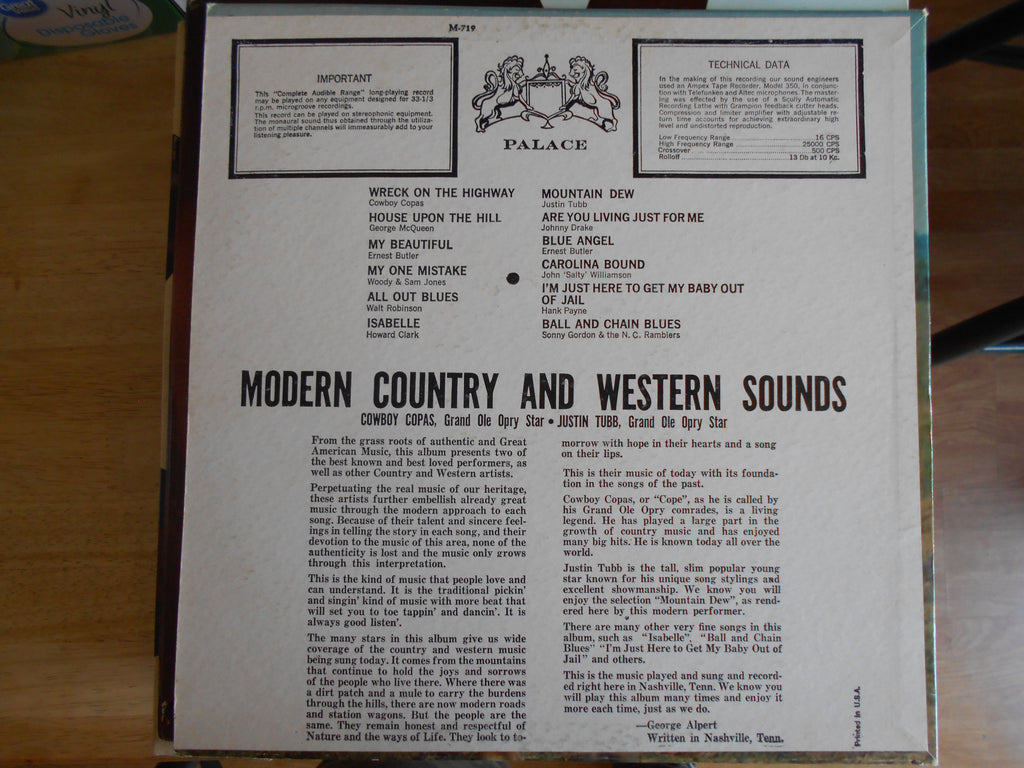 Vinyl
Disposable
Gloves
M-719
IMPORTANT
This "Complete Audible Range" long-playing record
may be played on any equipment designed for 33-1/3
r.p.m. microgroove recordings.
This record can be played on stereophonic equipment.
The monaural sound thus obtained through the utiliza-
tion of multiple channels will immeasurably add to your
listening pleasure.
PALACE
TECHNICAL DATA
In the making of this recording our sound engineers
used an Ampex Tape Recorder, Model 350, in conjunc-
tion with Telefunken and Altec microphones. The master-
ing was effected by the use of a Scully Automatic
Recording Lathe with Grampion feedback cutter heads.
Compression and limiter amplifier with adjustable re-
turn time accounts for achieving extraordinary high
level and undistorted reproduction.
Low Frequency Range 16 CPS
High Frequency Range 25000 CPS
Crossover 500 CPS
Rolloff 13 Db at 10 Kc.
WRECK ON THE HIGHWAY
Cowboy Copas
HOUSE UPON THE HILL
George McQueen
MY BEAUTIFUL
Ernest Butler
MY ONE MISTAKE
Woody & Sam Jones
ALL OUT BLUES
Walt Robinson
ISABELLE
Howard Clark
MOUNTAIN DEW
Justin Tubb
ARE YOU LIVING JUST FOR ME
Johnny Drake
BLUE ANGEL
Ernest Butler
CAROLINA BOUND
John 'Salty' Williamson
I'M JUST HERE TO GET MY BABY OUT
OF JAIL
Hank Payne
BALL AND CHAIN BLUES
Sonny Gordon & the N. C. Ramblers
MODERN COUNTRY AND WESTERN SOUNDS
COWBOY COPAS, Grand Ole Opry Star • JUSTIN TUBB, Grand Ole Opry Star
From the grass roots of authentic and Great
American Music, this album presents two of
the best known and best loved performers, as
well as other Country and Western artists.
Perpetuating the real music of our heritage,
these artists further embellish already great
music through the modern approach to each
song. Because of their talent and sincere feel-
ings in telling the story in each song, and their
devotion to the music of this area, none of the
authenticity is lost and the music only grows
through this interpretation.
This is the kind of music that people love and
can understand. It is the traditional pickin'
and singin' kind of music with more beat that
will set you to toe tappin' and dancin'. It is
always good listen'.
The many stars in this album give us wide
coverage of the country and western music
being sung today. It comes from the mountains
that continue to hold the joys and sorrows
of the people who live there. Where there was
a dirt patch and a mule to carry the burdens
through the hills, there are now modern roads
and station wagons. But the people are the
same. They remain honest and respectful of
Nature and the ways of Life. They look to to-
morrow with hope in their hearts and a song
on their lips.
This is their music of today with its founda-
tion in the songs of the past.
Cowboy Copas, or "Cope", as he is called by
his Grand Ole Opry comrades, is a living
legend. He has played a large part in the
growth of country music and has enjoyed
many big hits. He is known today all over the
world.
Justin Tubb is the tall, slim popular young
star known for his unique song stylings and
excellent showmanship. We know you will
enjoy the selection "Mountain Dew", as rend-
ered here by this modern performer.
There are many other very fine songs in this
album, such as "Isabelle", "Ball and Chain
Blues" "I'm Just Here to Get My Baby Out of
Jail" and others.
This is the music played and sung and record-
ed right here in Nashville, Tenn. We know you
will play this album many times and enjoy it
more each time, just as we do.
—George Alpert
Written in Nashville, Tenn.
Printed in U.S.A.